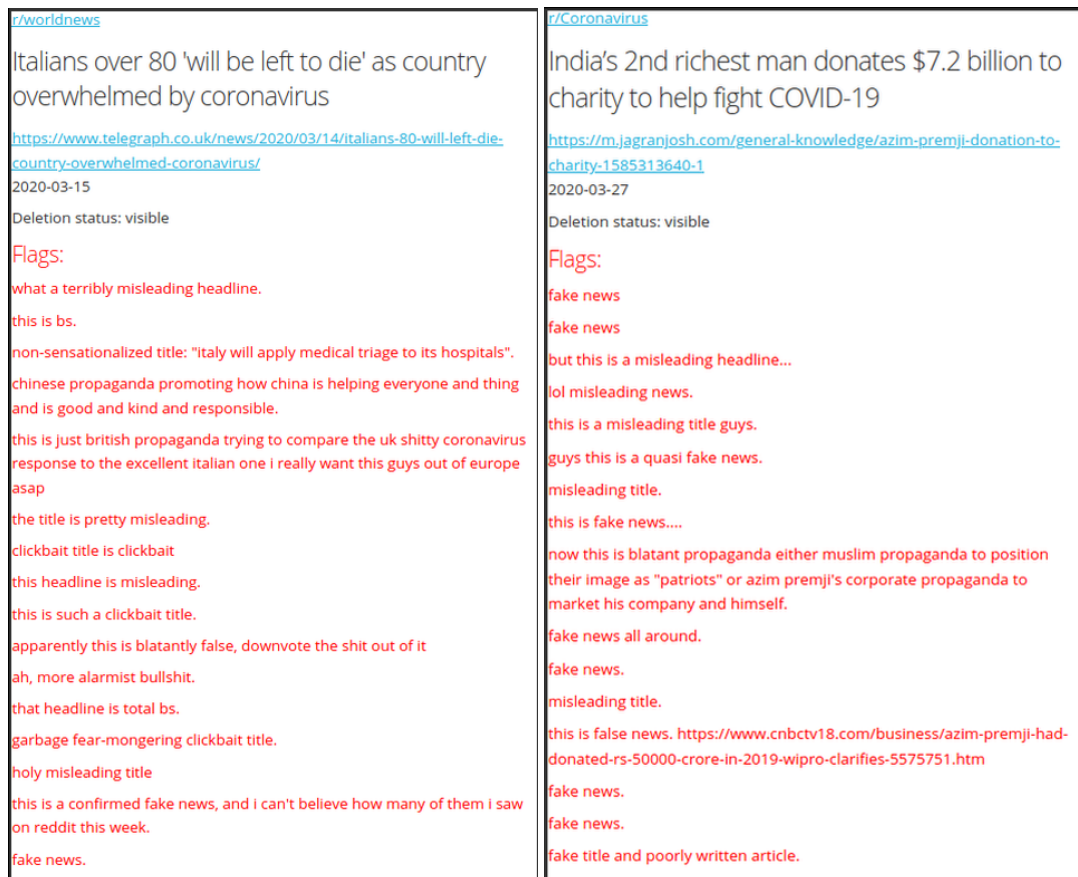 r/worldnews
Italians over 80 'will be left to die' as country
overwhelmed by coronavirus
https://www.telegraph.co.uk/news/2020/03/14/italians-80-will-left-die-
country-overwhelmed-coronavirus/
2020-03-15
Deletion status: visible
Flags:
what a terribly misleading headline.
this is bs.
non-sensationalized title: "italy will apply medical triage to its hospitals".
chinese propaganda promoting how china is helping everyone and thing
and is good and kind and responsible.
this is just british propaganda trying to compare the uk shitty coronavirus
response to the excellent italian one i really want this guys out of europe
asap
the title is pretty misleading.
clickbait title is clickbait
this headline is misleading.
this is such a clickbait title.
apparently this is blatantly false, downvote the shit out of it
ah, more alarmist bullshit.
that headline is total bs.
garbage fear-mongering clickbait title.
holy misleading title
this is a confirmed fake news, and i can't believe how many of them i saw
on reddit this week.
fake news.
r/Coronavirus
India's 2nd richest man donates $7.2 billion to
charity to help fight COVID-19
https://m.jagranjosh.com/general-knowledge/azim-premji-donation-to-
charity-1585313640-1
2020-03-27
Deletion status: visible
Flags:
fake news
fake news
but this is a misleading headline...
lol misleading news.
this is a misleading title guys.
guys this is a quasi fake news.
misleading title.
this is fake news....
now this is blatant propaganda either muslim propaganda to position
their image as "patriots" or azim premji's corporate propaganda to
market his company and himself.
fake news all around.
fake news.
misleading title.
this is false news. https://www.cnbctv18.com/business/azim-premji-had-
donated-rs-50000-crore-in-2019-wipro-clarifies-5575751.htm
fake news.
fake news.
fake title and poorly written article.